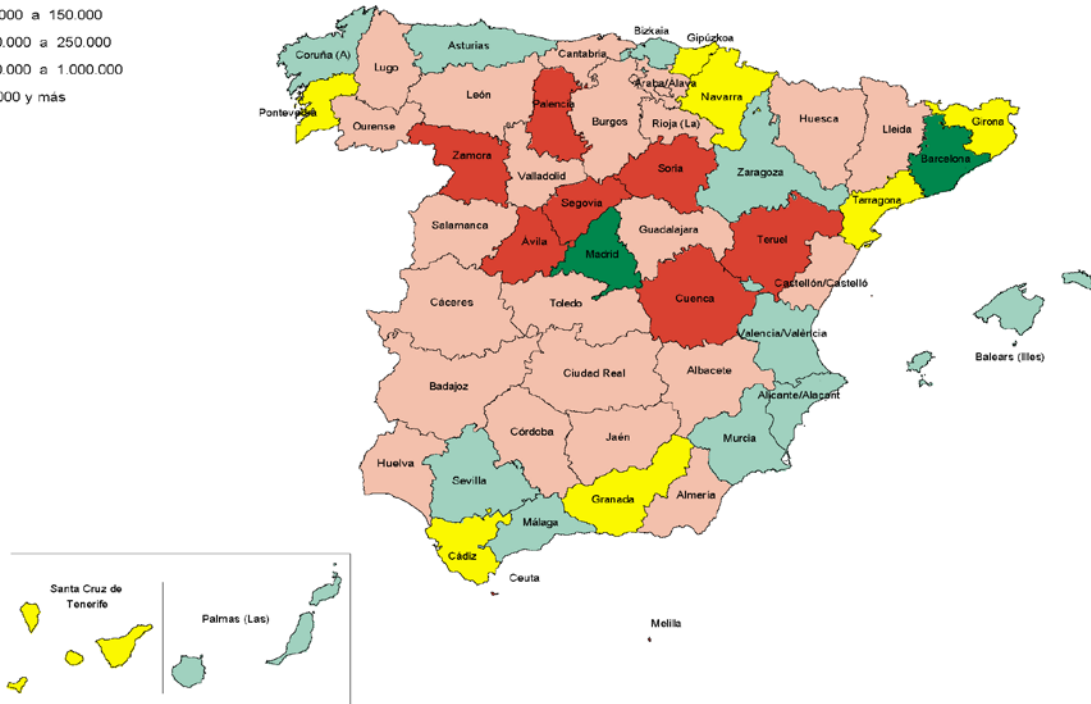 000 a 150.000
0.000 a 250.000
0.000 a 1.000.000
000 y más
Bizkaia
Gipúzkoa
Asturias
Cantabria
Coruña (A)
Lugo
Araba/Álava
León
Navarra
Palencia
Pontevedra
Ourense
Burgos
Rioja (La)
Huesca
Lleida
Girona
Barcelona
Zamora
Valladolid
Soria
Zaragoza
Segovia
Tarragona
Salamanca
Guadalajara
Ávila
Teruel
Madrid
Castellón/Castelló
Cáceres
Toledo
Cuenca
Valencia/València
Balears (Illes)
Ciudad Real
Albacete
Badajoz
Alicante/Alacant
Córdoba
Jaén
Murcia
Huelva
Sevilla
Granada
Almería
Málaga
Cádiz
Ceuta
Santa Cruz de
Tenerife
Palmas (Las)
Melilla